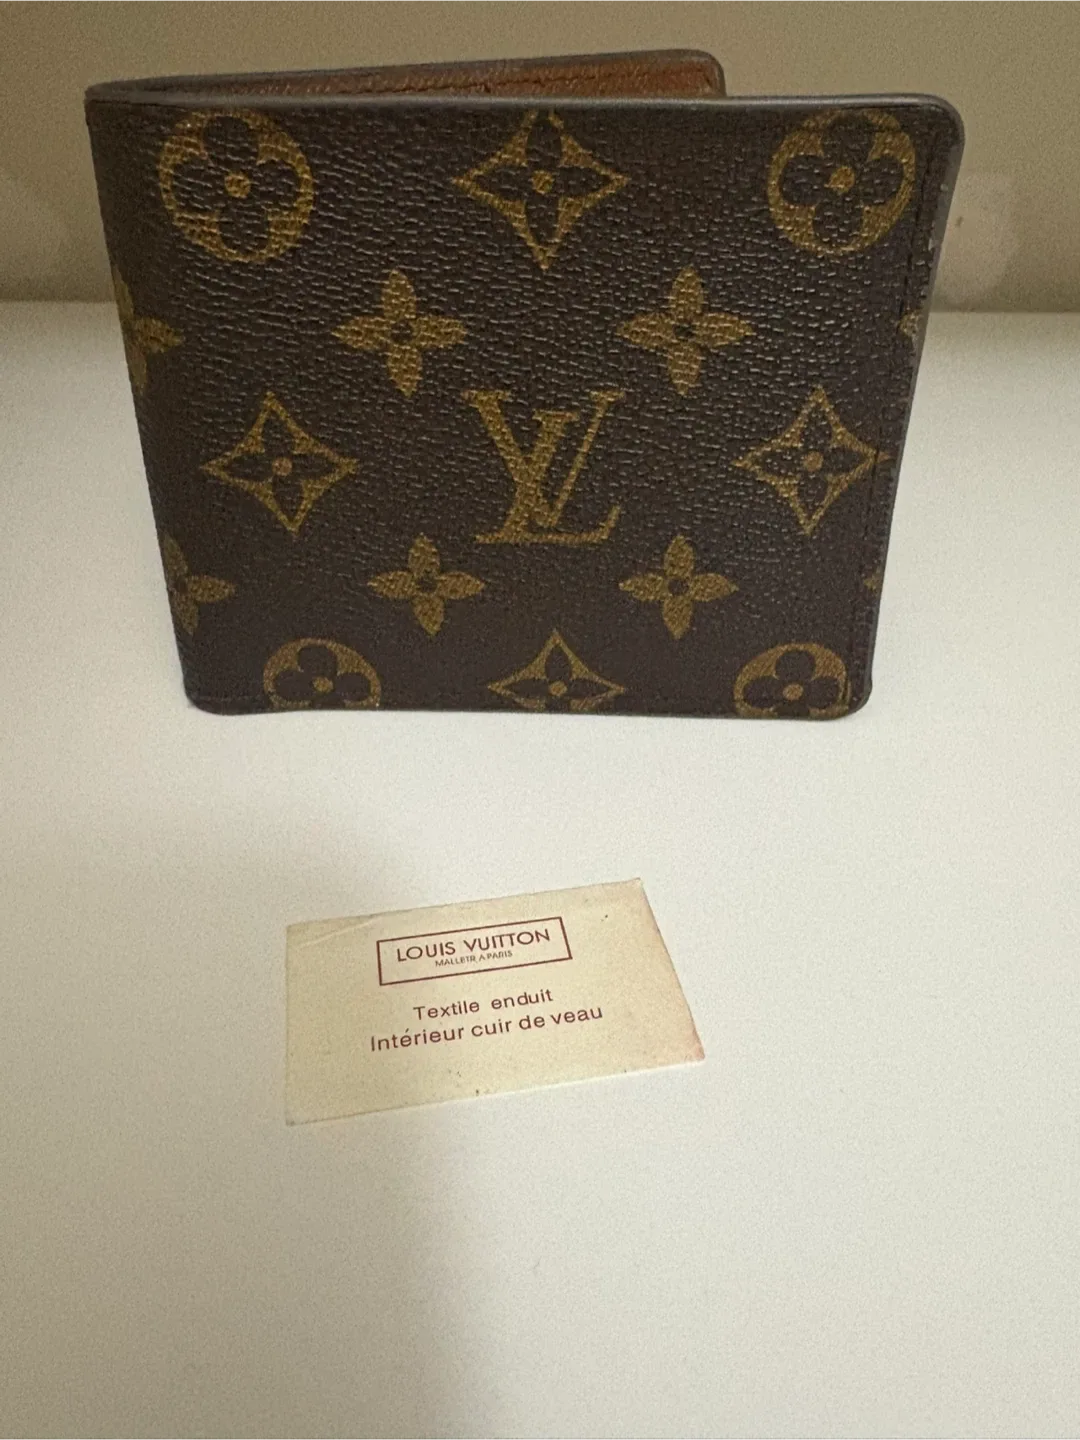 LV
LOUIS VUITTON
MALLETR A PARIS
Textile enduit
Intérieur cuir de veau